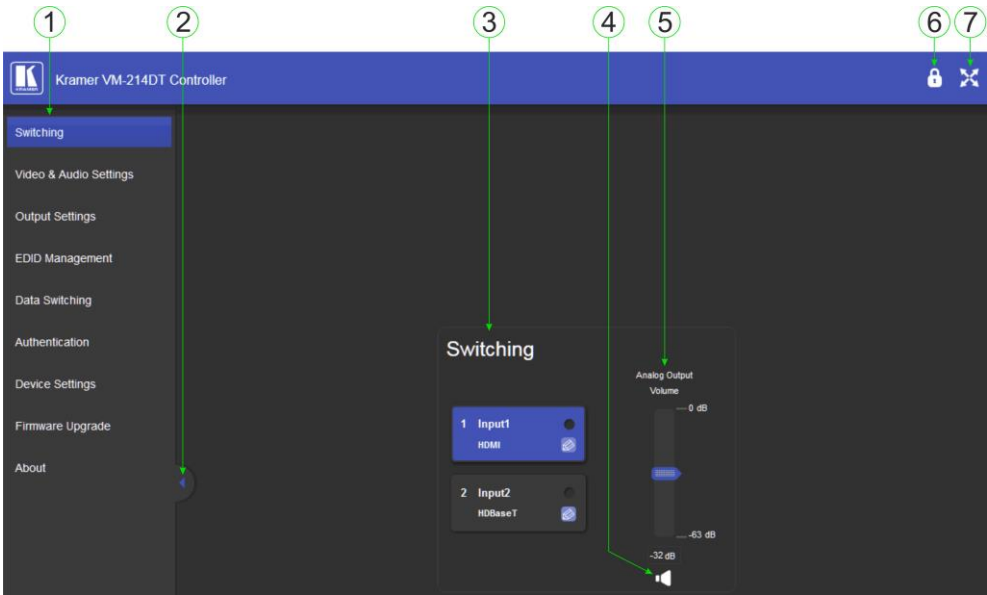 1 2 3 4 5 6 7
KRAMER
Kramer VM-214DT Controller
Switching
Video & Audio Settings
Output Settings
EDID Management
Data Switching
Authentication
Device Settings
Firmware Upgrade
About
Switching
Analog Output
Volume
0 dB
1 Input1
HDMI
2 Input2
HDBaseT
-63 dB
-32 dB